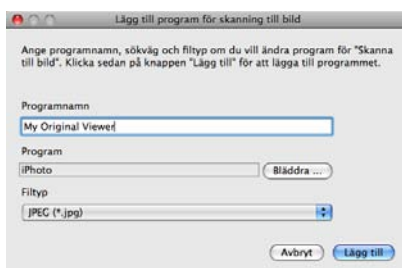 Lägg till program för skanning till bild
Ange programnamn, sökväg och filtyp om du vill ändra program för "Skanna
till bild". Klicka sedan på knappen "Lägg till" för att lägga till programmet.
Programnamn
My Original Viewer
Program
iPhoto
Bläddra ...
Filtyp
JPEG (*.jpg)
Avbryt
Lägg till